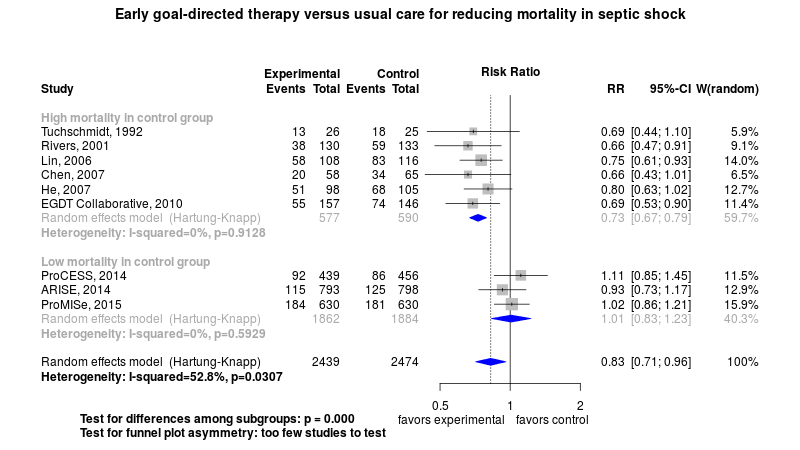 Early goal-directed therapy versus usual care for reducing mortality in septic shock
Experimental Control Risk Ratio
Study Events Total Events Total RR 95%-CI W(random)
High mortality in control group
Tuchschmidt, 1992 13 26 18 25 0.69 [0.44; 1.10] 5.9%
Rivers, 2001 38 130 59 133 0.66 [0.47; 0.91] 9.1%
Lin, 2006 58 108 83 116 0.75 [0.61; 0.93] 14.0%
Chen, 2007 20 58 34 65 0.66 [0.43; 1.01] 6.5%
He, 2007 51 98 68 105 0.80 [0.63; 1.02] 12.7%
EGDT Collaborative, 2010 55 157 74 146 0.69 [0.53; 0.90] 11.4%
Random effects model (Hartung-Knapp) 577 590 0.73 [0.67; 0.79] 59.7%
Heterogeneity: I-squared=0%, p=0.9128
Low mortality in control group
ProCESS, 2014 92 439 86 456 1.11 [0.85; 1.45] 11.5%
ARISE, 2014 115 793 125 798 0.93 [0.73; 1.17] 12.9%
ProMISe, 2015 184 630 181 630 1.02 [0.86; 1.21] 15.9%
Random effects model (Hartung-Knapp) 1862 1884 1.01 [0.83; 1.23] 40.3%
Heterogeneity: I-squared=0%, p=0.5929
Random effects model (Hartung-Knapp) 2439 2474 0.83 [0.71; 0.96] 100%
Heterogeneity: I-squared=52.8%, p=0.0307
0.5 1 2
favors experimental favors control
Test for differences among subgroups: p = 0.000
Test for funnel plot asymmetry: too few studies to test